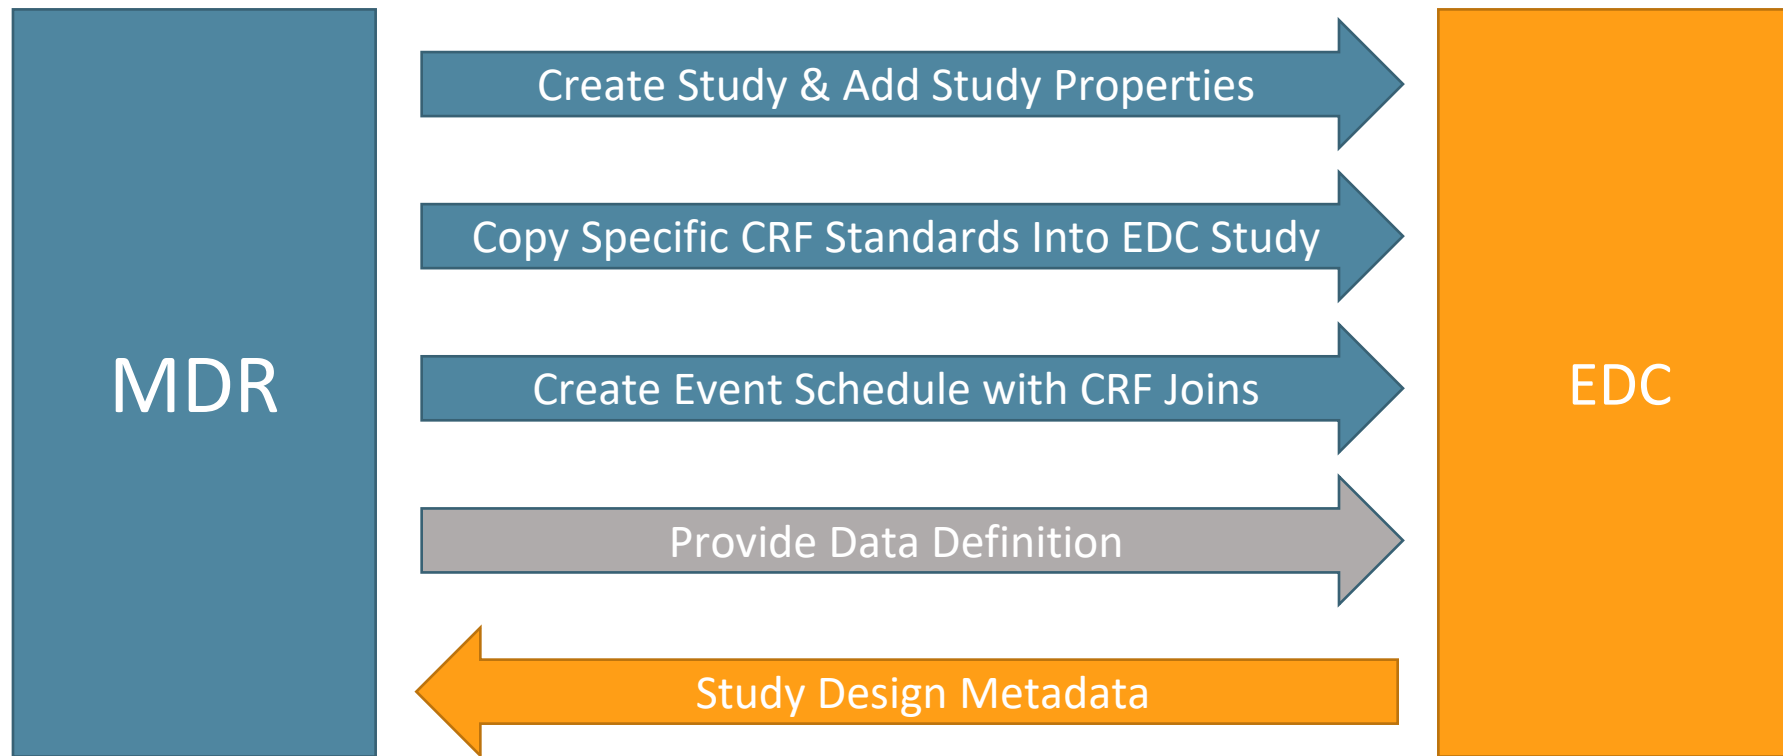 MDR
Create Study & Add Study Properties
Copy Specific CRF Standards Into EDC Study
Create Event Schedule with CRF Joins
Provide Data Definition
Study Design Metadata
EDC